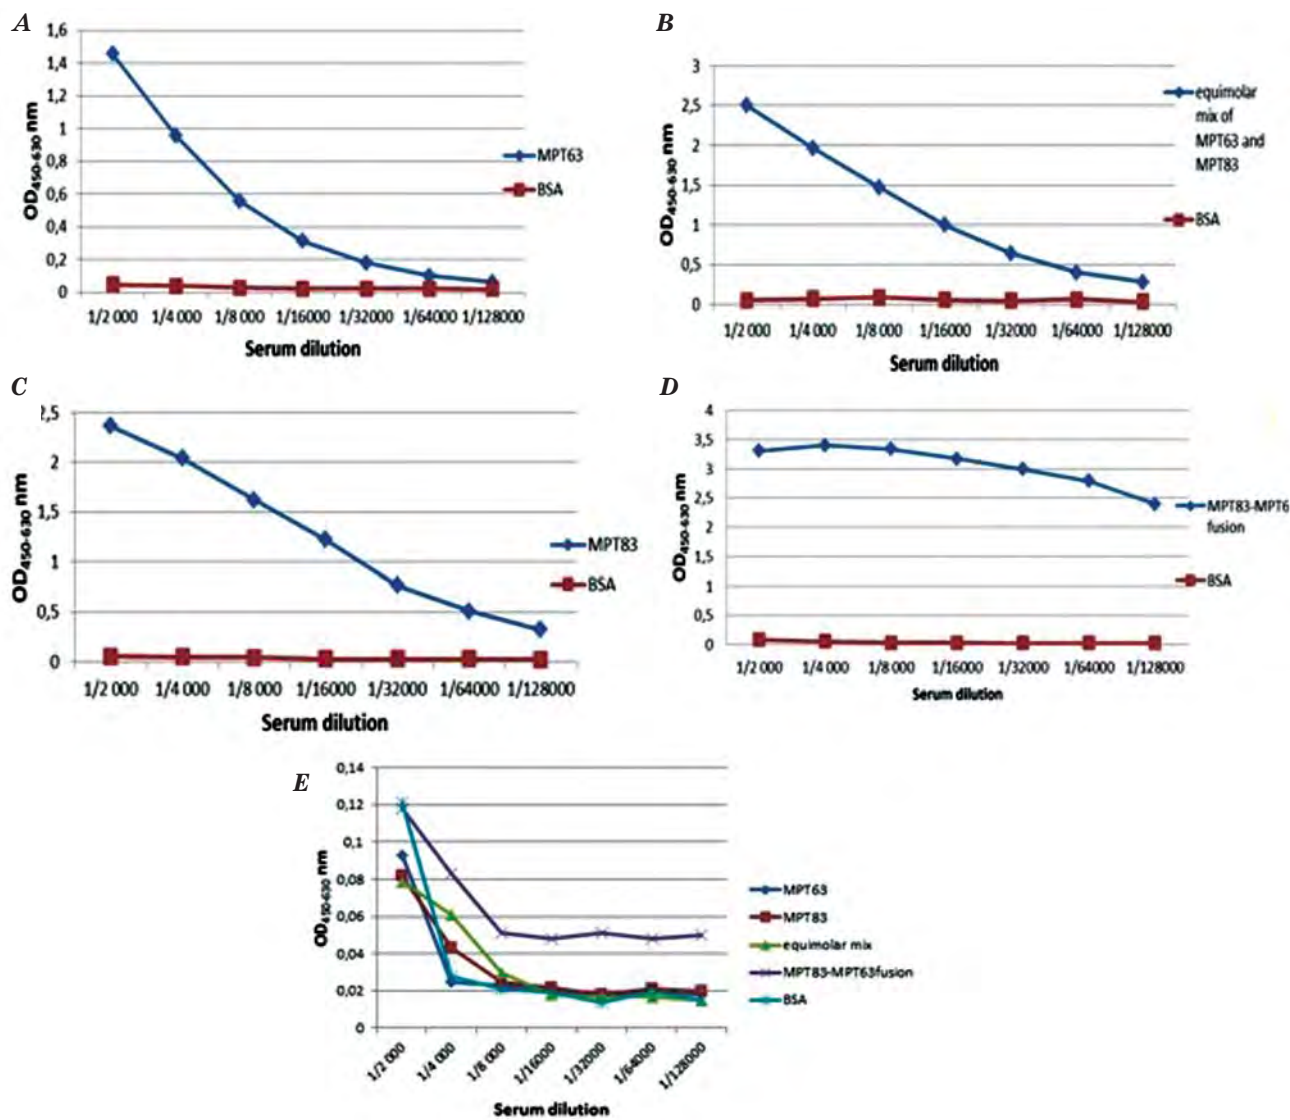 A
1,6
1,4
1,2
1
0,8
0,6
0,4
0,2
0
OD450-630 nm
1/2 000 1/4 000 1/8 000 1/16000 1/32000 1/64000 1/128000
Serum dilution
MPT63
BSA
B
3
2,5
2
1,5
1
0,5
0
OD450-630 nm
1/2 000 1/4 000 1/8 000 1/16000 1/32000 1/64000 1/128000
Serum dilution
equimolar
mix of
MPT63 and
MPT83
BSA
C
2,5
2
1,5
1
0,5
0
OD450-630 nm
1/2 000 1/4 000 1/8 000 1/16000 1/32000 1/64000 1/128000
Serum dilution
MPT83
BSA
D
4
3,5
3
2,5
2
1,5
1
0,5
0
OD450-630 nm
1/2 000 1/4 000 1/8 000 1/16000 1/32000 1/64000 1/128000
Serum dilution
MPT83-MPT6
fusion
BSA
E
0,14
0,12
0,1
0,08
0,06
0,04
0,02
0
OD450-630 nm
1/2 000 1/4 000 1/8 000 1/16000 1/32000 1/64000 1/128000
Serum dilution
MPT63
MPT83
equimolar mix
MPT83-MPT63fusion
BSA